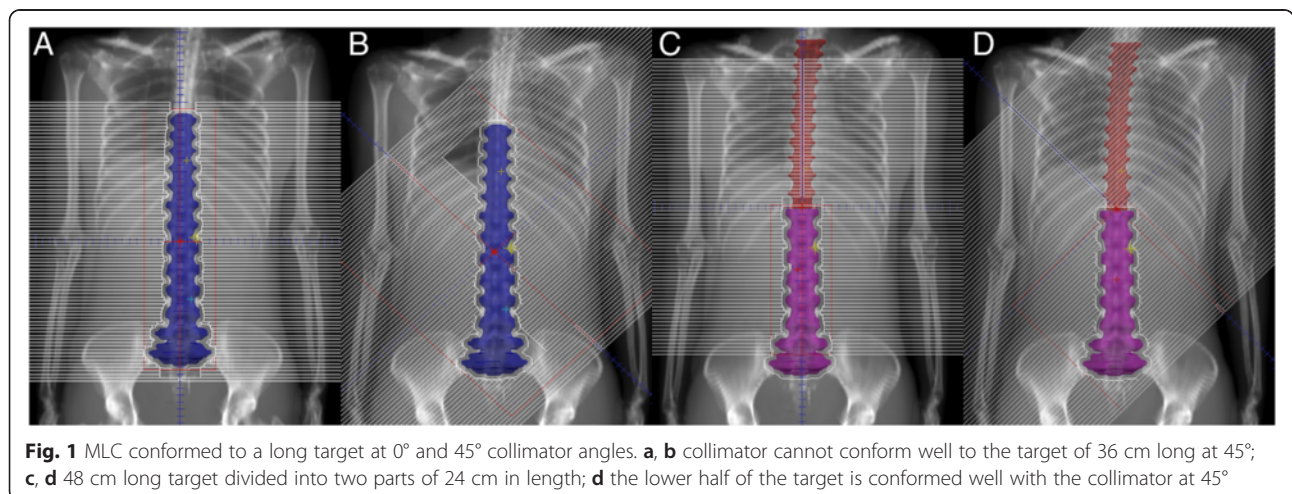 A B C D
Fig. 1 MLC conformed to a long target at 0° and 45° collimator angles. a, b collimator cannot conform well to the target of 36 cm long at 45°;
c, d 48 cm long target divided into two parts of 24 cm in length; d the lower half of the target is conformed well with the collimator at 45°